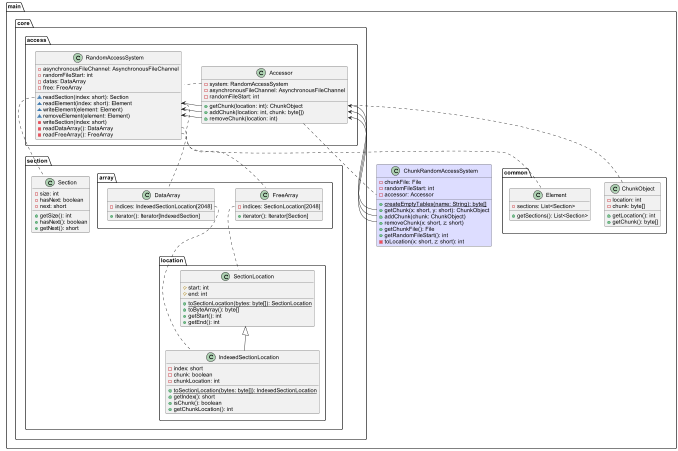 main
core
access
C RandomAccessSystem
asynchronousFileChannel: AsynchronousFileChannel
randomFileStart: int
datas: DataArray
free: FreeArray
readSection(index: short): Section
readElement(index: short): Element
writeElement(element: Element)
removeElement(element: Element)
writeSection(index: short)
readDataArray(): DataArray
readFreeArray(): FreeArray
C Accessor
system: RandomAccessSystem
asynchronousFileChannel: AsynchronousFileChannel
randomFileStart: int
getChunk(location: int): ChunkObject
addChunk(location: int, chunk: byte[])
removeChunk(location: int)
section
C Section
size: int
hasNext: boolean
next: short
getSize(): int
hasNext(): boolean
getNext(): short
array
C DataArray
indices: IndexedSectionLocation[2048]
iterator(): Iterator[IndexedSection]
C FreeArray
indices: SectionLocation[2048]
iterator(): Iterator[Section]
location
C SectionLocation
start: int
end: int
toSectionLocation(bytes: byte[]): SectionLocation
toByteArray(): byte[]
getStart(): int
getEnd(): int
C IndexedSectionLocation
index: short
chunk: boolean
chunkLocation: int
toSectionLocation(bytes: byte[]): IndexedSectionLocation
getIndex(): short
isChunk(): boolean
getChunkLocation(): int
C ChunkRandomAccessSystem
chunkFile: File
randomFileStart: int
accessor: Accessor
createEmptyTables(name: String): byte[]
getChunk(x: short, y: short): ChunkObject
addChunk(chunk: ChunkObject)
removeChunk(x: short, z: short)
getChunkFile(): File
getRandomFileStart(): int
toLocation(x: short, z: short): int
common
C Element
sections: List<Section>
getSections(): List<Section>
C ChunkObject
location: int
chunk: byte[]
getLocation(): int
getChunk(): byte[]